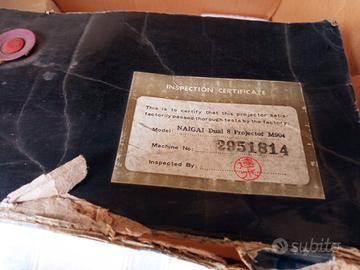 INSPECTION CERTIFICATE
This is to certify that this projector satis-
factorily passed thorough tests by the factory.
Model: NAIGAI Dual 8 Projector M904
Machine No: 2951814
Inspected By:
subito